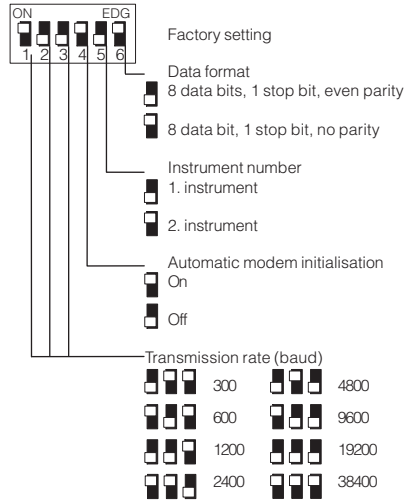 ON EDG
1 2 3 4 5 6
Factory setting
Data format
8 data bits, 1 stop bit, even parity
8 data bit, 1 stop bit, no parity
Instrument number
1. instrument
2. instrument
Automatic modem initialisation
On
Off
Transmission rate (baud)
300 4800
600 9600
1200 19200
2400 38400